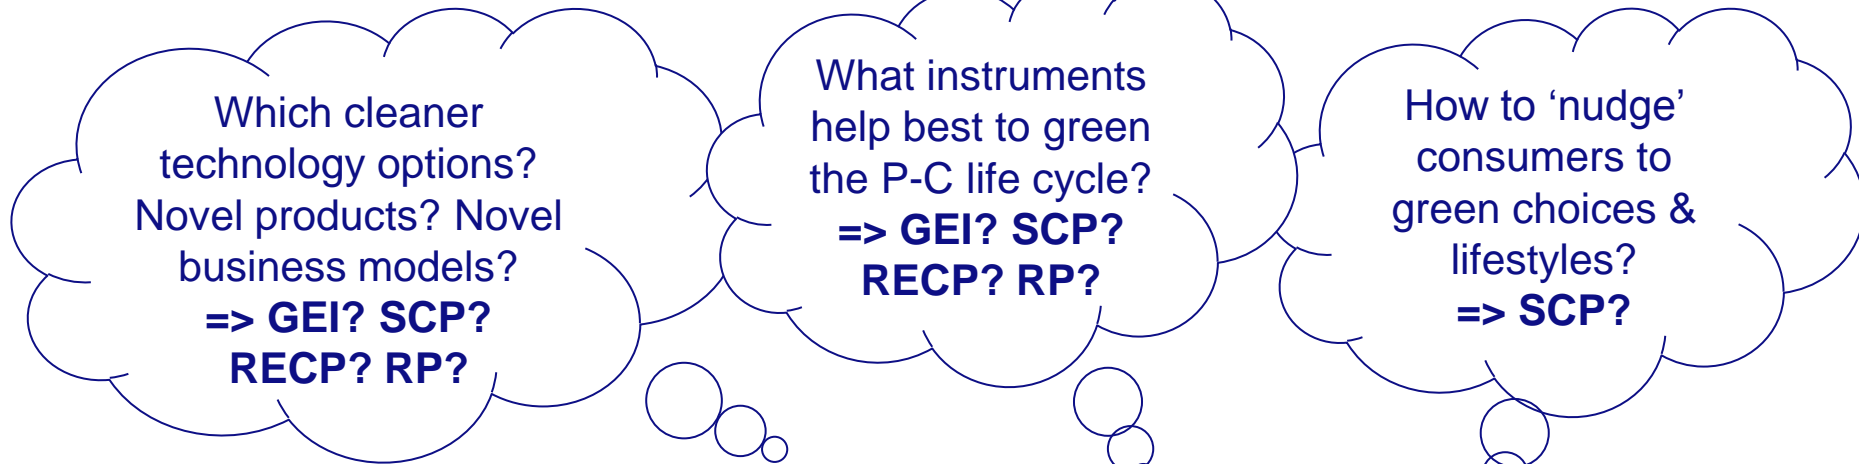 Which cleaner
technology options?
Novel products? Novel
business models?
=> GEI? SCP?
RECP? RP?
What instruments
help best to green
the P-C life cycle?
=> GEI? SCP?
RECP? RP?
How to ‘nudge’
consumers to
green choices &
lifestyles?
=> SCP?